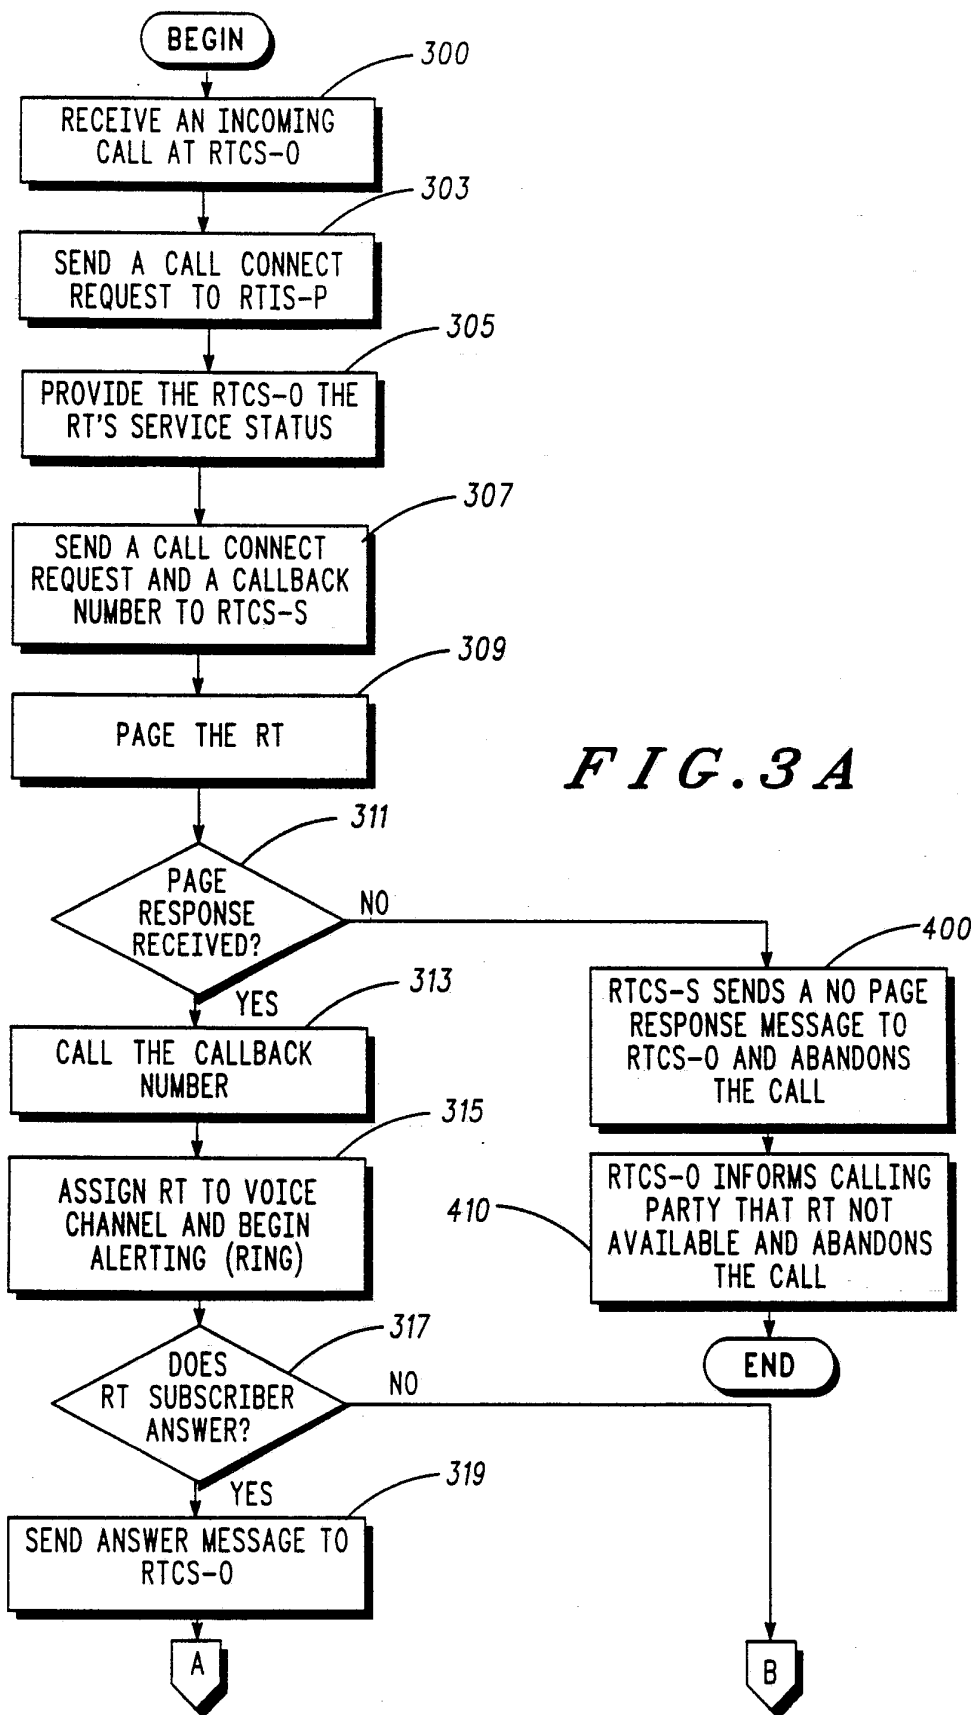 BEGIN
300
RECEIVE AN INCOMING
CALL AT RTCS-O
303
SEND A CALL CONNECT
REQUEST TO RTIS-P
305
PROVIDE THE RTCS-O THE
RT'S SERVICE STATUS
307
SEND A CALL CONNECT
REQUEST AND A CALLBACK
NUMBER TO RTCS-S
309
PAGE THE RT
FIG.3A
311
PAGE
RESPONSE
RECEIVED?
NO
YES
400
RTCS-S SENDS A NO PAGE
RESPONSE MESSAGE TO
RTCS-O AND ABANDONS
THE CALL
313
CALL THE CALLBACK
NUMBER
315
ASSIGN RT TO VOICE
CHANNEL AND BEGIN
ALERTING (RING)
410
RTCS-O INFORMS CALLING
PARTY THAT RT NOT
AVAILABLE AND ABANDONS
THE CALL
END
317
DOES
RT SUBSCRIBER
ANSWER?
NO
YES
319
SEND ANSWER MESSAGE TO
RTCS-O
A
B